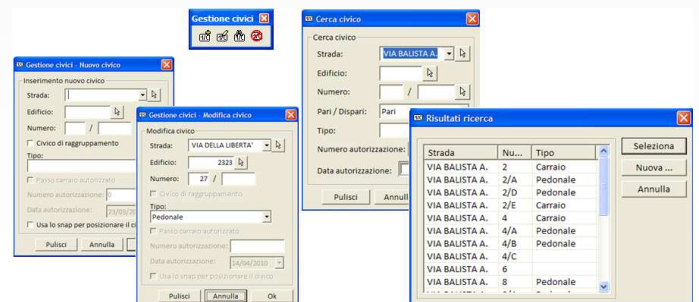 Gestione civici
Gestione civici - Nuovo civico
Inserimento nuovo civico
Strada:
Edificio:
Numero: /
Civico di raggruppamento
Tipo:
Passo carraio autorizzato
Numero autorizzazione: 0
Data autorizzazione:
Usa lo snap per posizionare il ci
Pulisci Annulla
Gestione civici - Modifica civico
Modifica civico
Strada: VIA DELLA LIBERTA'
Edificio: 2323
Numero: 27 /
Civico di raggruppamento
Tipo:
Pedonale
Passo carraio autorizzato
Numero autorizzazione:
Data autorizzazione: 14/04/2010
Usa lo snap per posizionare il civico
Pulisci Annulla Ok
Cerca civico
Cerca civico
Strada: VIA BALISTA A.
Edificio:
Numero: /
Pari / Dispari: Pari
Tipo:
Numero autorizzazione:
Data autorizzazione:
Pulisci Annull
Risultati ricerca
Strada Nu... Tipo
VIA BALISTA A. 2 Carraio
VIA BALISTA A. 2/A Pedonale
VIA BALISTA A. 2/D Pedonale
VIA BALISTA A. 2/E Carraio
VIA BALISTA A. 4 Carraio
VIA BALISTA A. 4/A Pedonale
VIA BALISTA A. 4/B Pedonale
VIA BALISTA A. 4/C
VIA BALISTA A. 6
VIA BALISTA A. 8 Pedonale
Seleziona
Nuova ...
Annulla